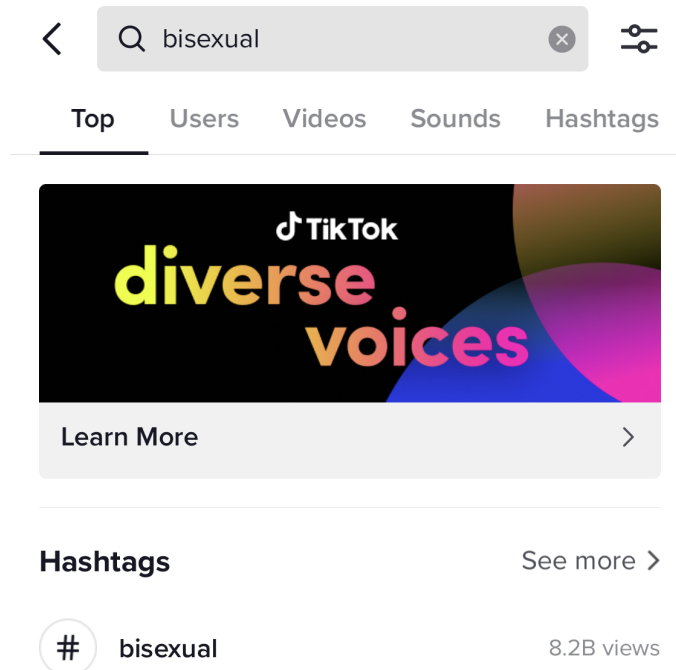 bisexual
Top Users Videos Sounds Hashtags
TikTok
diverse
voices
Learn More
Hashtags See more
# bisexual 8.2B views